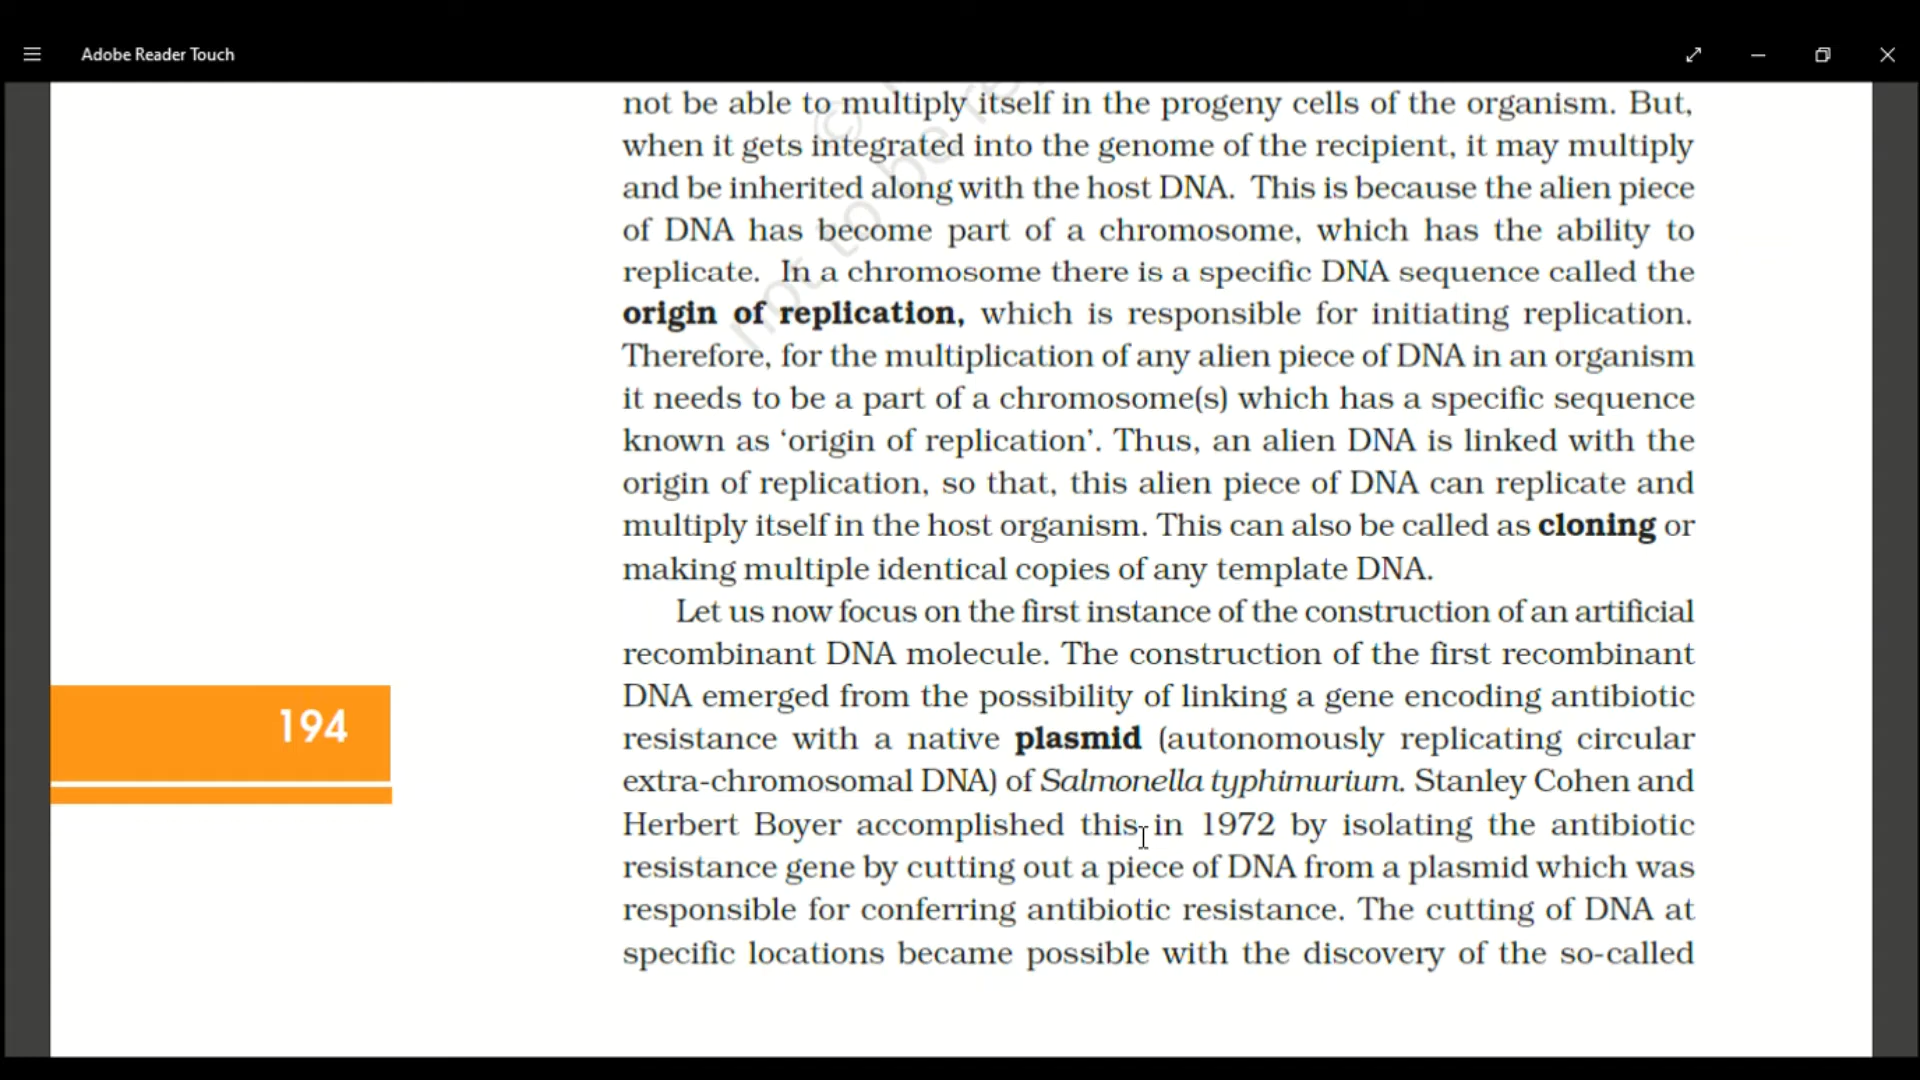 Adobe Reader Touch
not be able to multiply itself in the progeny cells of the organism. But,
when it gets integrated into the genome of the recipient, it may multiply
and be inherited along with the host DNA. This is because the alien piece
of DNA has become part of a chromosome, which has the ability to
replicate. In a chromosome there is a specific DNA sequence called the
origin of replication, which is responsible for initiating replication.
Therefore, for the multiplication of any alien piece of DNA in an organism
it needs to be a part of a chromosome(s) which has a specific sequence
known as ‘origin of replication’. Thus, an alien DNA is linked with the
origin of replication, so that, this alien piece of DNA can replicate and
multiply itself in the host organism. This can also be called as cloning or
making multiple identical copies of any template DNA.
Let us now focus on the first instance of the construction of an artificial
recombinant DNA molecule. The construction of the first recombinant
DNA emerged from the possibility of linking a gene encoding antibiotic
resistance with a native plasmid (autonomously replicating circular
extra-chromosomal DNA) of Salmonella typhimurium. Stanley Cohen and
Herbert Boyer accomplished this in 1972 by isolating the antibiotic
resistance gene by cutting out a piece of DNA from a plasmid which was
responsible for conferring antibiotic resistance. The cutting of DNA at
specific locations became possible with the discovery of the so-called
194
©
not to be